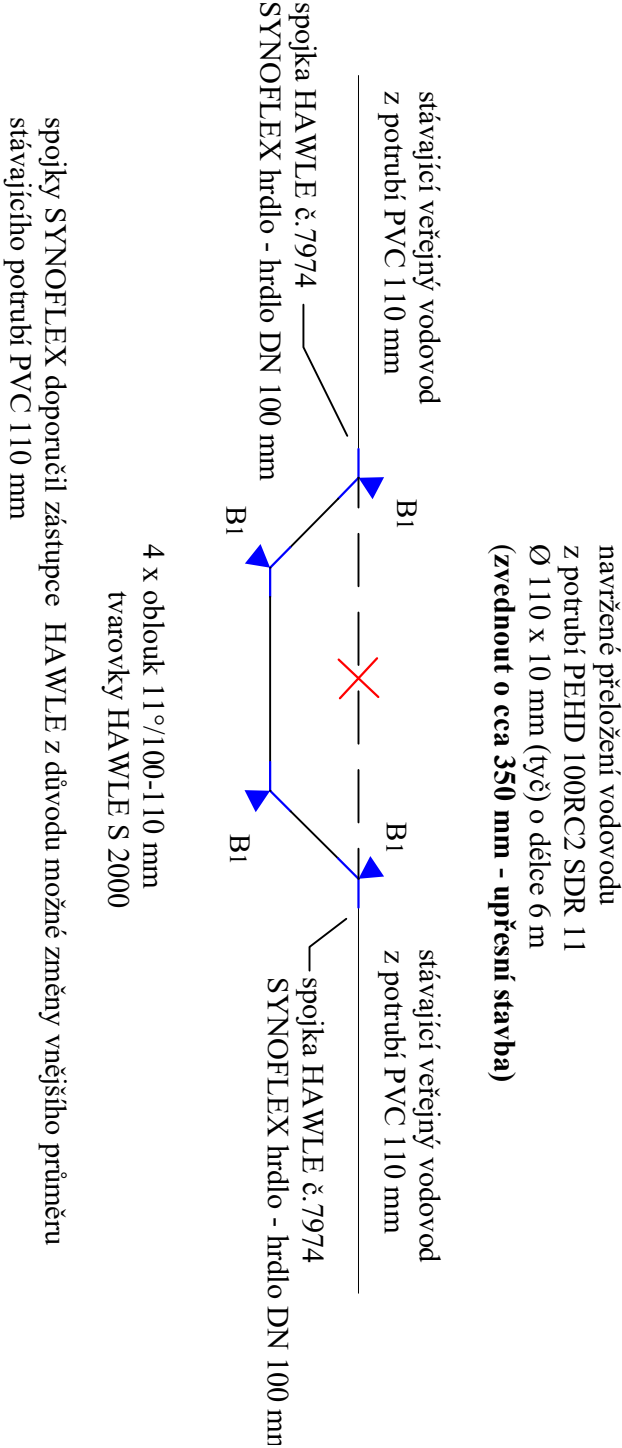 navržené přeložení vodovodu
z potrubí PEHD 100RC2 SDR 11
Ø 110 x 10 mm (tyč) o délce 6 m
(zvednout o cca 350 mm - upřesní stavba)
stávající veřejný vodovod
z potrubí PVC 110 mm
stávající veřejný vodovod
z potrubí PVC 110 mm
B1
B1
spojka HAWLE č.7974
SYNOFLEX hrdlo - hrdlo DN 100 mm
spojka HAWLE č.7974
SYNOFLEX hrdlo - hrdlo DN 100 mm
B1
B1
4 x oblouk 11°/100-110 mm
tvarovky HAWLE S 2000
spojky SYNOFLEX doporučil zástupce HAWLE z důvodu možné změny vnějšího průměru
stávajícího potrubí PVC 110 mm